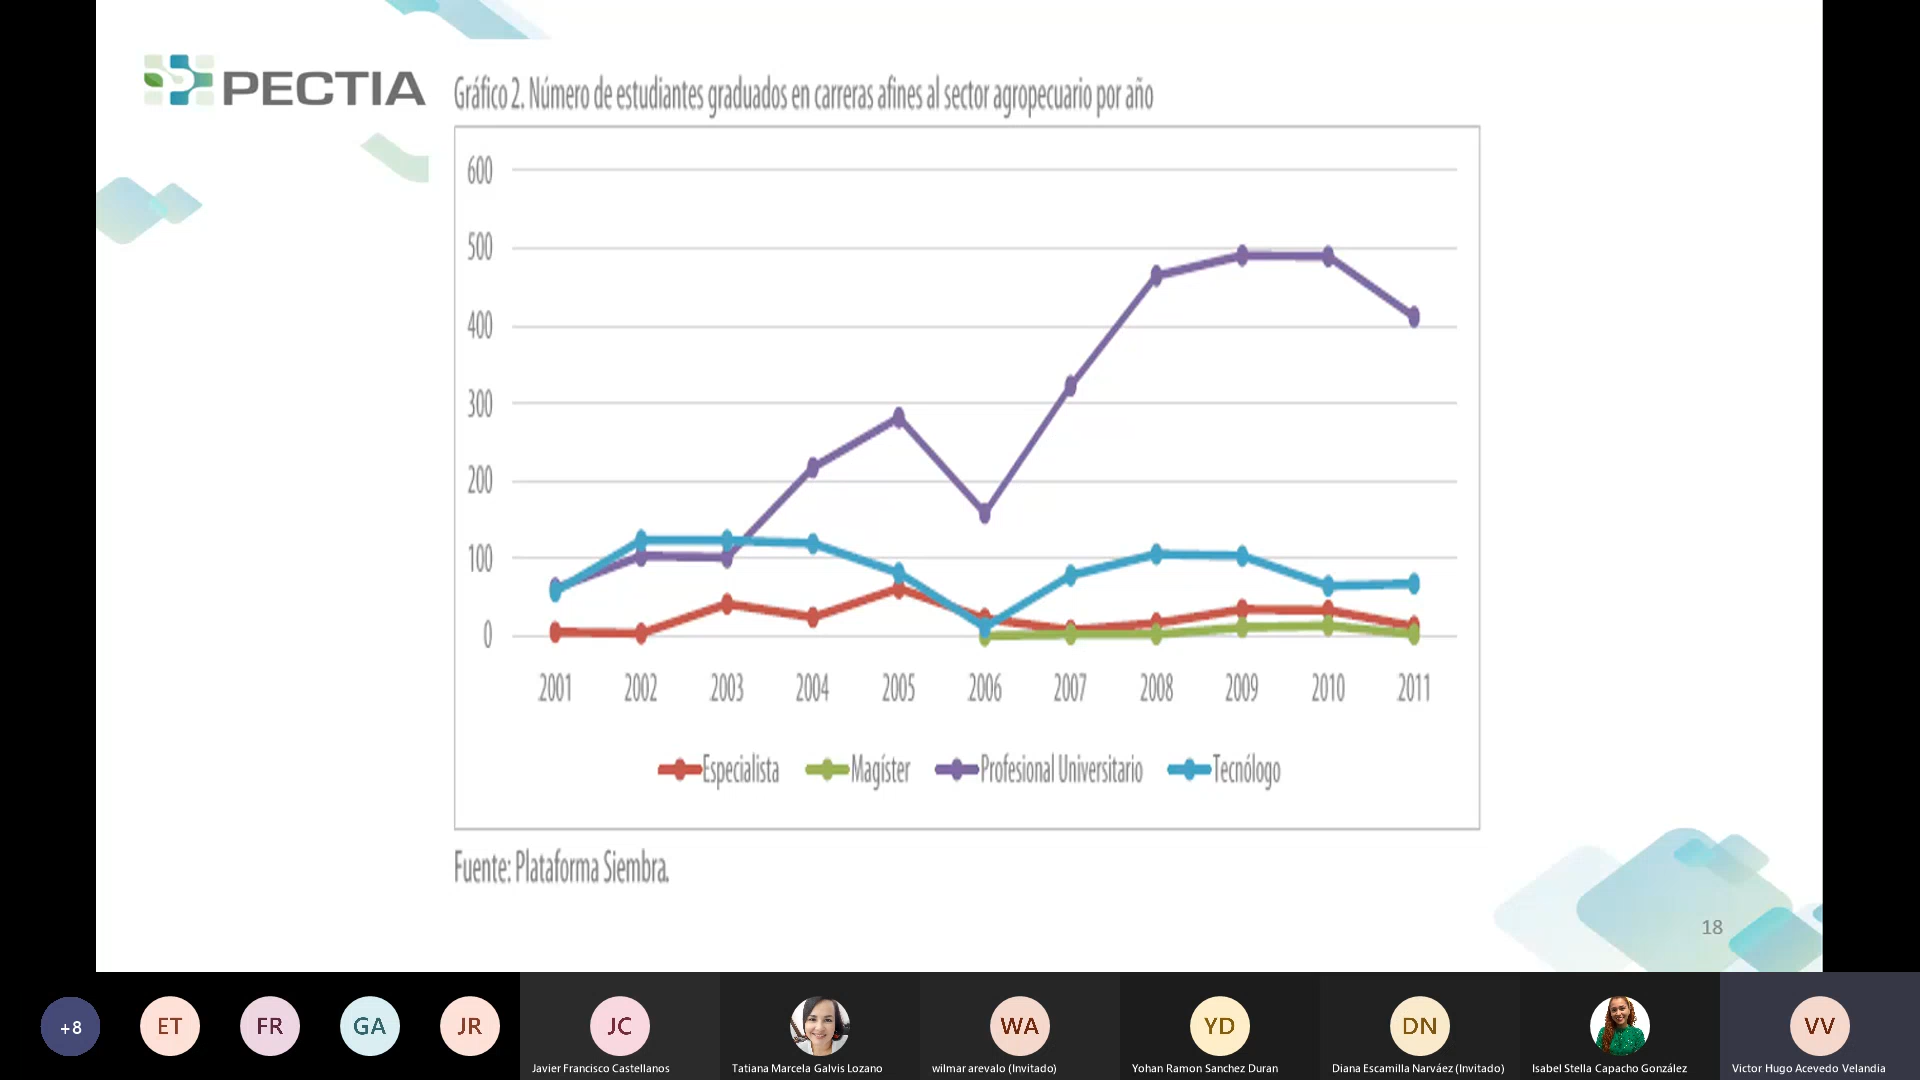 PECTIA
Gráfico 2. Número de estudiantes graduados en carreras afines al sector agropecuario por año
600
500
400
300
200
100
0
2001 2002 2003 2004 2005 2006 2007 2008 2009 2010 2011
Especialista Magíster Profesional Universitario Tecnólogo
Fuente: Plataforma Siembra.
18
+8 ET FR GA JR JC WA YD DN VV
Javier Francisco Castellanos Tatiana Marcela Galvis Lozano wilmar arevalo (Invitado) Yohan Ramon Sanchez Duran Diana Escamilla Narváez (Invitado) Isabel Stella Capacho González Victor Hugo Acevedo Velandia